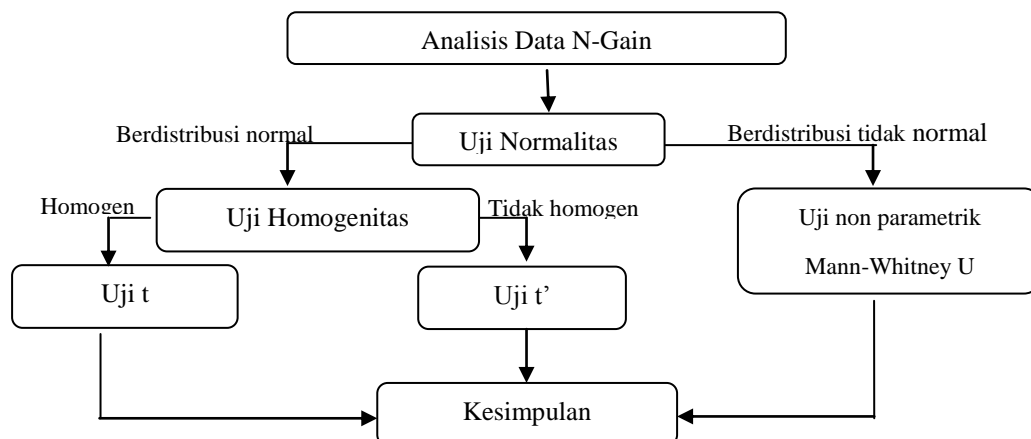 Analisis Data N-Gain
Berdistribusi normal
Uji Normalitas
Berdistribusi tidak normal
Homogen
Uji Homogenitas
Tidak homogen
Uji non parametrik
Mann-Whitney U
Uji t
Uji t’
Kesimpulan